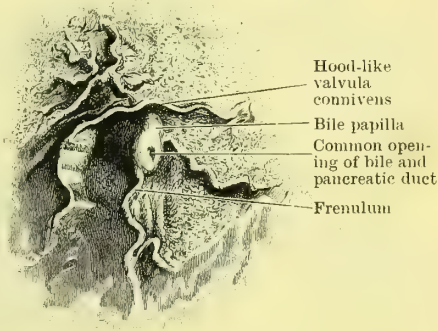 Hood-like
valvula
connivens
Bile papilla
Common open-
ing of bile and
pancreatic duct
Frenulum